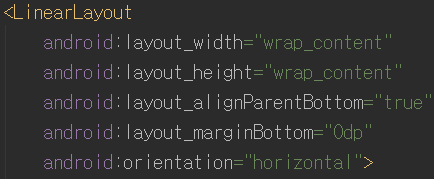 <LinearLayout
android:layout_width="wrap_content"
android:layout_height="wrap_content"
android:layout_alignParentBottom="true"
android:layout_marginBottom="0dp"
android:orientation="horizontal">